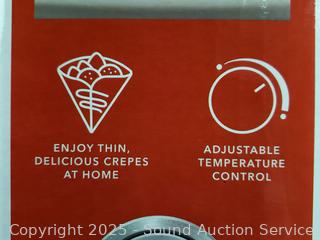 ENJOY THIN,
DELICIOUS CREPES
AT HOME
ADJUSTABLE
TEMPERATURE
CONTROL
Copyright 2025 - Sound Auction Service